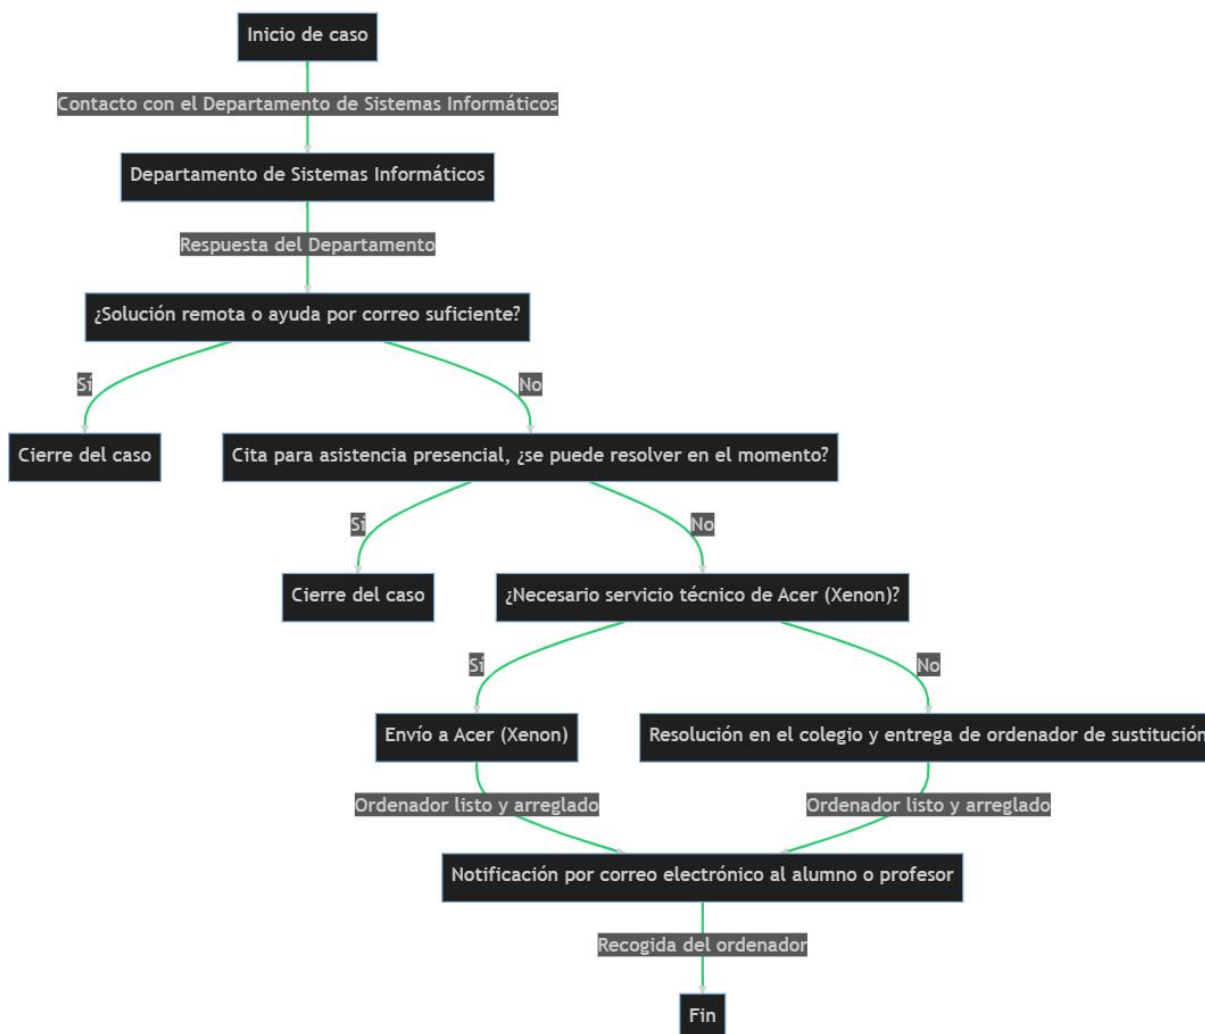 Inicio de caso
Contacto con el Departamento de Sistemas Informáticos
Departamento de Sistemas Informáticos
Respuesta del Departamento
¿Solución remota o ayuda por correo suficiente?
Sí
No
Cierre del caso
Cita para asistencia presencial, ¿se puede resolver en el momento?
Sí
No
Cierre del caso
¿Necesario servicio técnico de Acer (Xenon)?
Sí
No
Envío a Acer (Xenon)
Resolución en el colegio y entrega de ordenador de sustitución
Ordenador listo y arreglado
Ordenador listo y arreglado
Notificación por correo electrónico al alumno o profesor
Recogida del ordenador
Fin